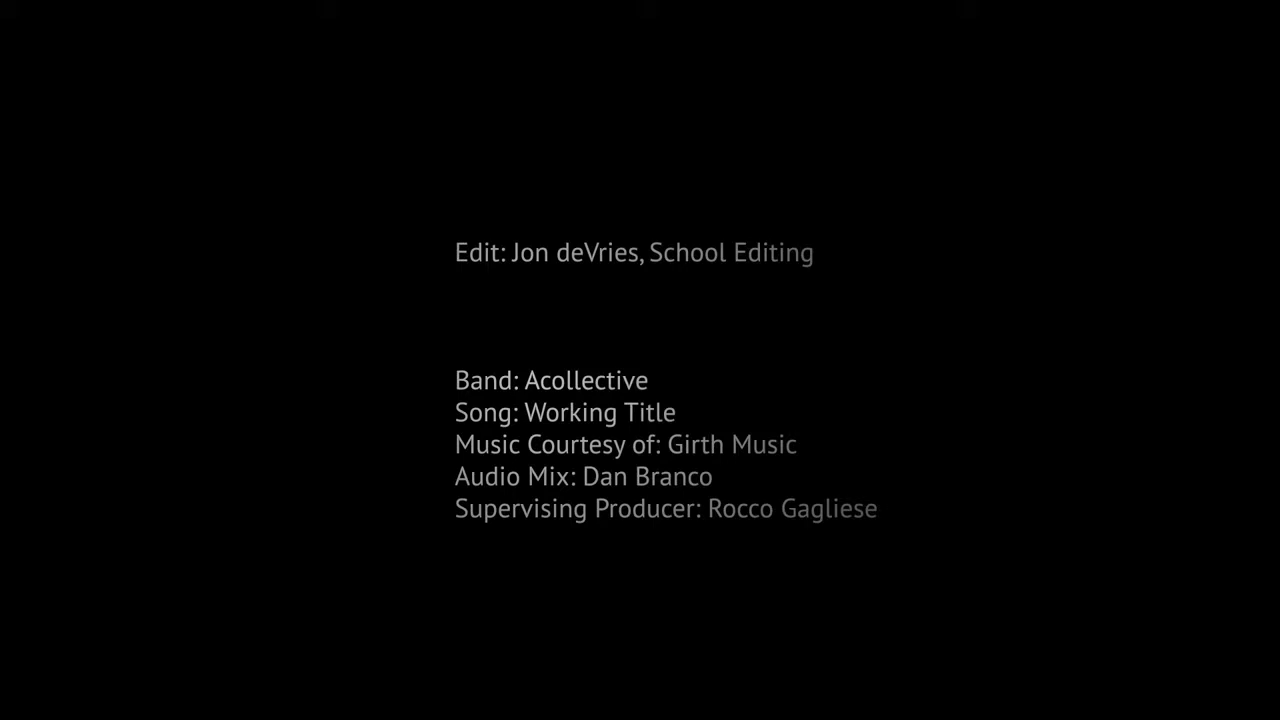 Edit: Jon deVries, School Editing
Band: Acollective
Song: Working Title
Music Courtesy of: Girth Music
Audio Mix: Dan Branco
Supervising Producer: Rocco Gagliese